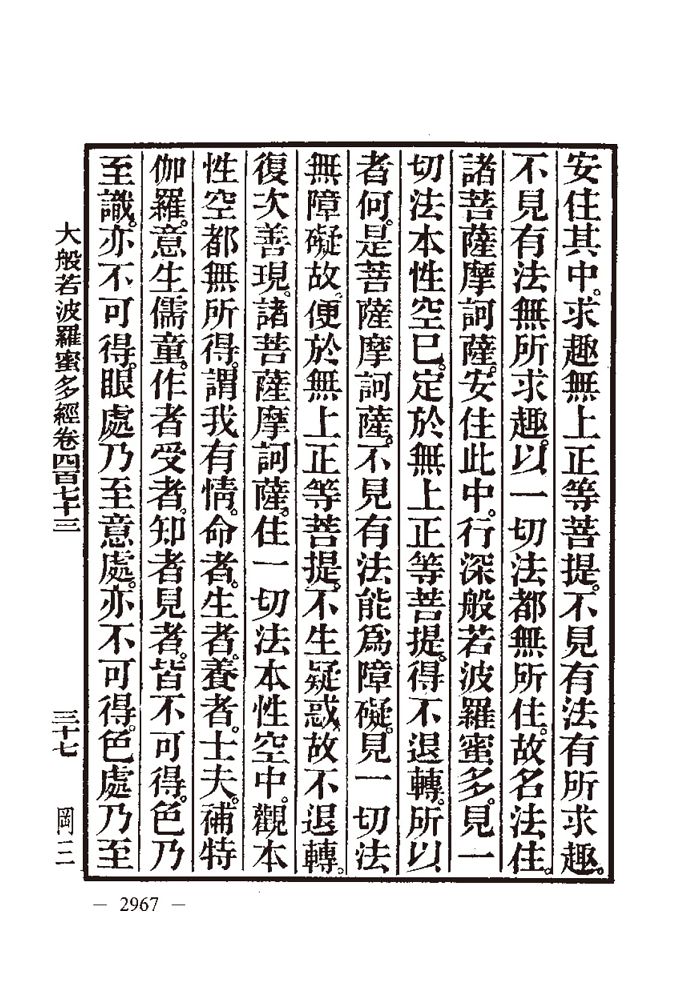 安住其中。求趣無上正等菩提。不見有法有所求趣。
不見有法無所求趣。以一切法都無所住。故名法住。
諸菩薩摩訶薩。安住此中。行深般若波羅蜜多。見一
切法本性空已。定於無上正等菩提。得不退轉。所以
者何。是菩薩摩訶薩。不見有法能爲障礙。見一切法
無障礙故。便於無上正等菩提。不生疑惑。故不退轉。
復次善現。諸菩薩摩訶薩。住一切法本性空中。觀本
性空都無所得。謂我有情。命者。生者。養者。士夫。補特
伽羅。意生儒童。作者受者。知者見者。皆不可得。色乃
至識。亦不可得。眼處乃至意處。亦不可得。色處乃至
大般若波羅蜜多經卷四百七十三 三十七 岡三
— 2967 —